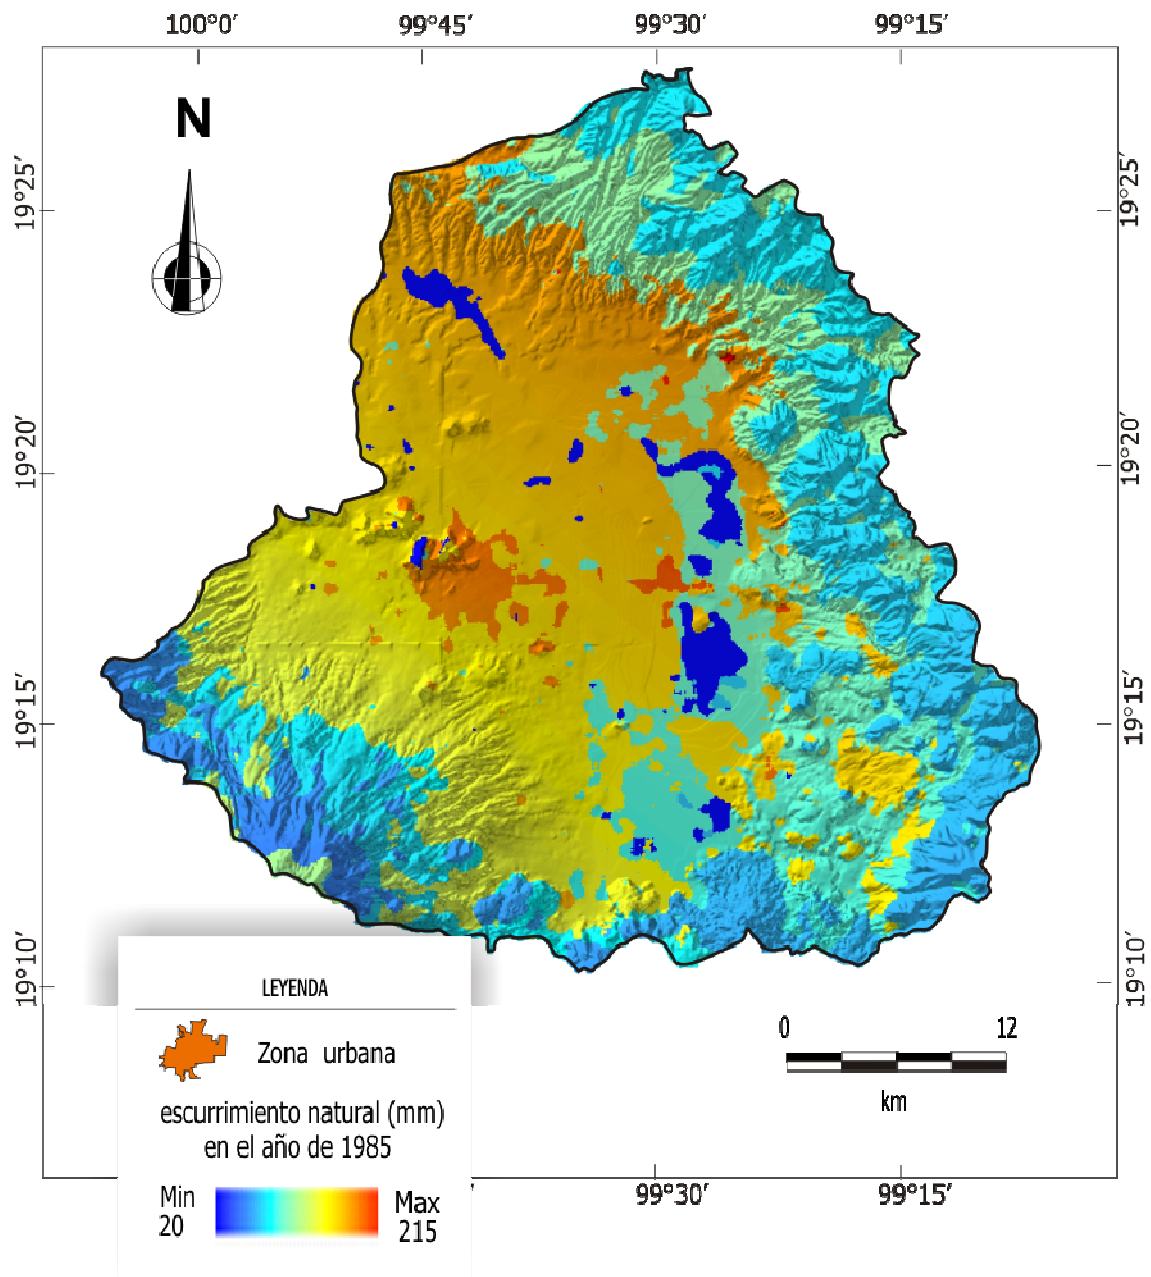 100°0′
99°45′
99°30′
99°15′
N
19°25′
19°25′
19°20′
19°20′
19°15′
19°15′
19°10′
19°10′
LEYENDA
Zona urbana
escurrimiento natural (mm)
en el año de 1985
Min
20
Max
215
0
12
km
99°30′
99°15′